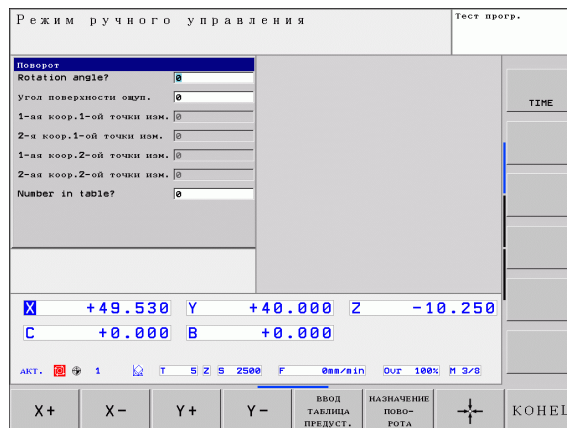 Режим ручного управления
Тест прогр.
Поворот
Rotation angle? 0
Угол поверхности ощуп. 0
1-ая коор.1-ой точки изм. 0
2-я коор.1-ой точки изм. 0
1-ая коор.2-ой точки изм. 0
2-ая коор.2-ой точки изм. 0
Number in table? 0
TIME
X +49.530 Y +40.000 Z -10.250
C +0.000 B +0.000
АКТ. 1 T 5 Z S 2500 F 0mm/min Ovr 100% M 3/8
X+ X- Y+ Y- ВВОД ТАБЛИЦА ПРЕДУСТ. НАЗНАЧЕНИЕ ПОВО- РОТА КОНЕЦ